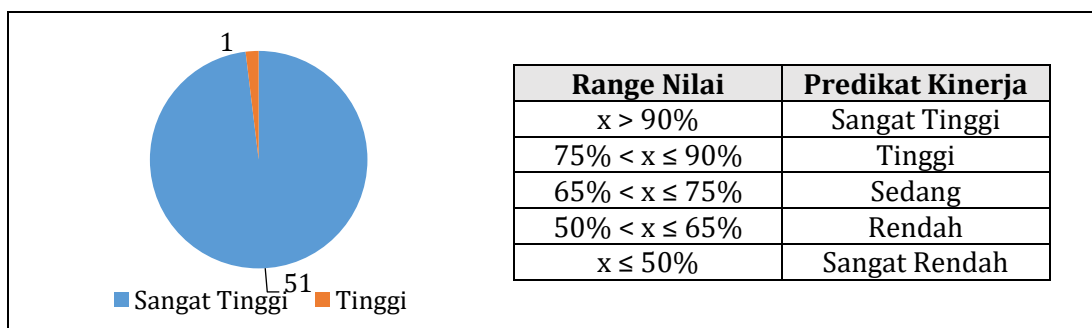 1
51
Sangat Tinggi Tinggi
Range Nilai Predikat Kinerja
x > 90% Sangat Tinggi
75% < x ≤ 90% Tinggi
65% < x ≤ 75% Sedang
50% < x ≤ 65% Rendah
x ≤ 50% Sangat Rendah